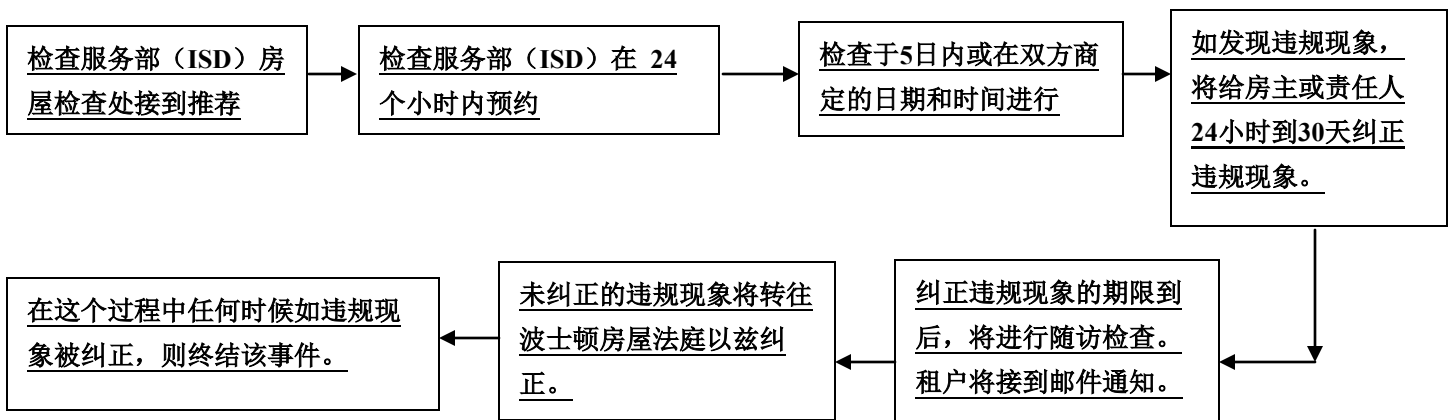 检查服务部（ISD）房
屋检查处接到推荐
检查服务部（ISD）在 24
个小时内预约
检查于5日内或在双方商
定的日期和时间进行
如发现违规现象，
将给房主或责任人
24小时到30天纠正
违规现象。
纠正违规现象的期限到
后，将进行随访检查。
租户将接到邮件通知。
未纠正的违规现象将转往
波士顿房屋法庭以兹纠
正。
在这个过程中任何时候如违规现
象被纠正，则终结该事件。